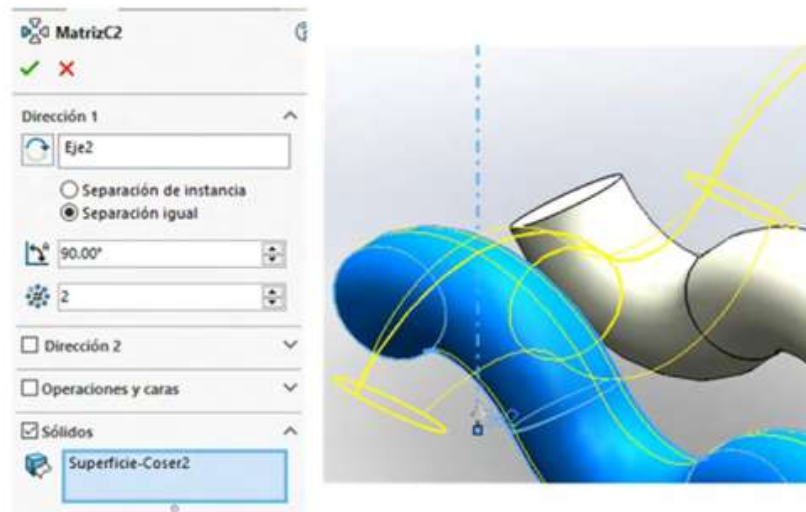 MatrizC2
Dirección 1
Eje2
Separación de instancia
Separación igual
90.00°
2
Dirección 2
Operaciones y caras
Sólidos
Superficie-Coser2